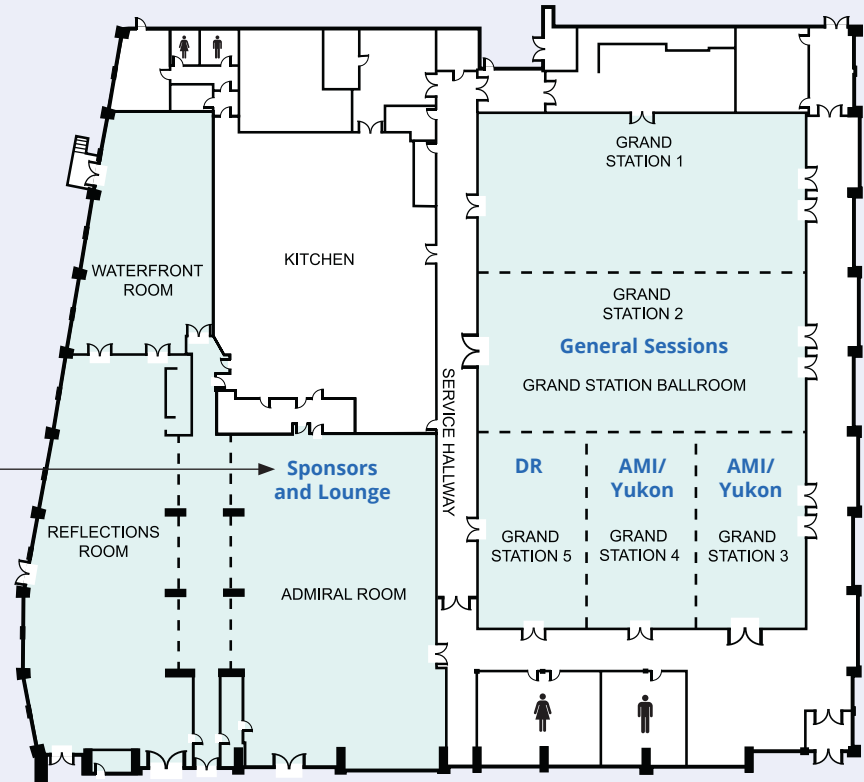 GRAND
STATION 1
WATERFRONT
ROOM
KITCHEN
GRAND
STATION 2
General Sessions
GRAND STATION BALLROOM
SERVICE HALLWAY
Sponsors
and Lounge
DR
AMI/
Yukon
AMI/
Yukon
REFLECTIONS
ROOM
GRAND
STATION 5
GRAND
STATION 4
GRAND
STATION 3
ADMIRAL ROOM